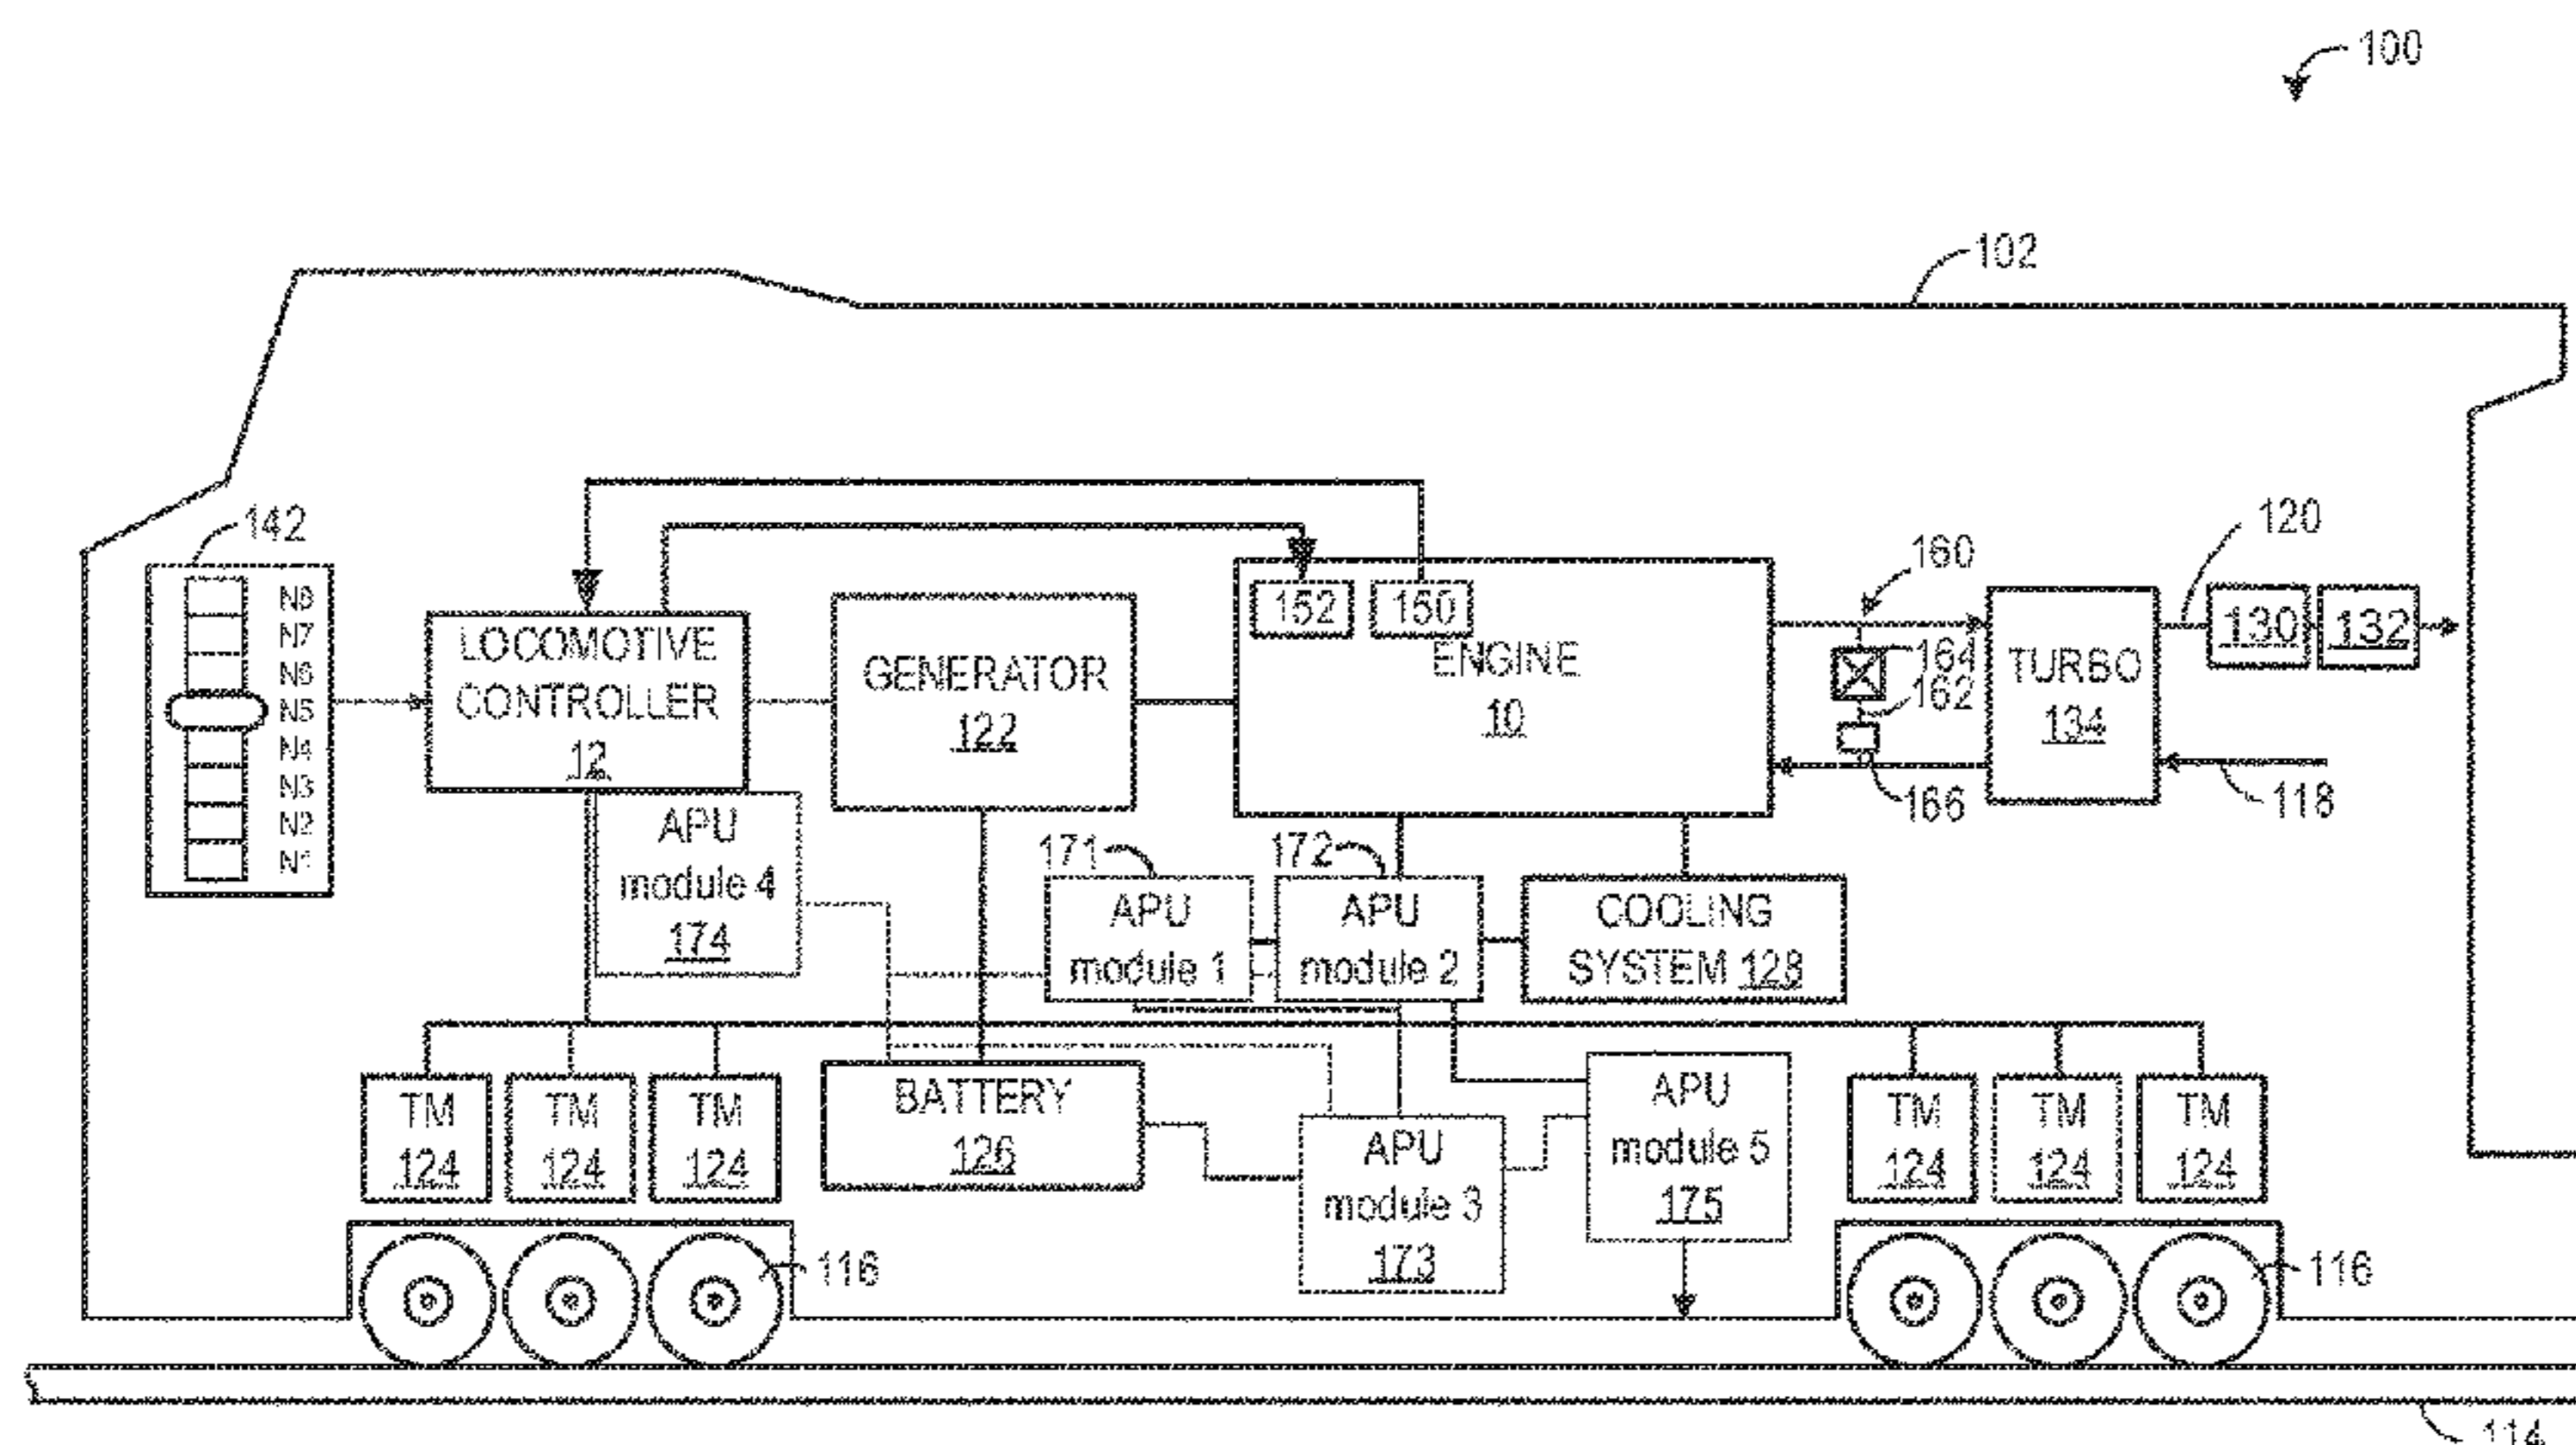 100
102
142
N8
N7
N6
N5
N4
N3
N2
N1
LOCOMOTIVE
CONTROLLER
12
GENERATOR
122
152
150
ENGINE
10
160
164
162
166
TURBO
134
120
130
132
118
APU
module 4
174
171
APU
module 1
172
APU
module 2
COOLING
SYSTEM 128
TM
124
TM
124
TM
124
BATTERY
126
APU
module 3
173
APU
module 5
175
TM
124
TM
124
TM
124
116
116
114